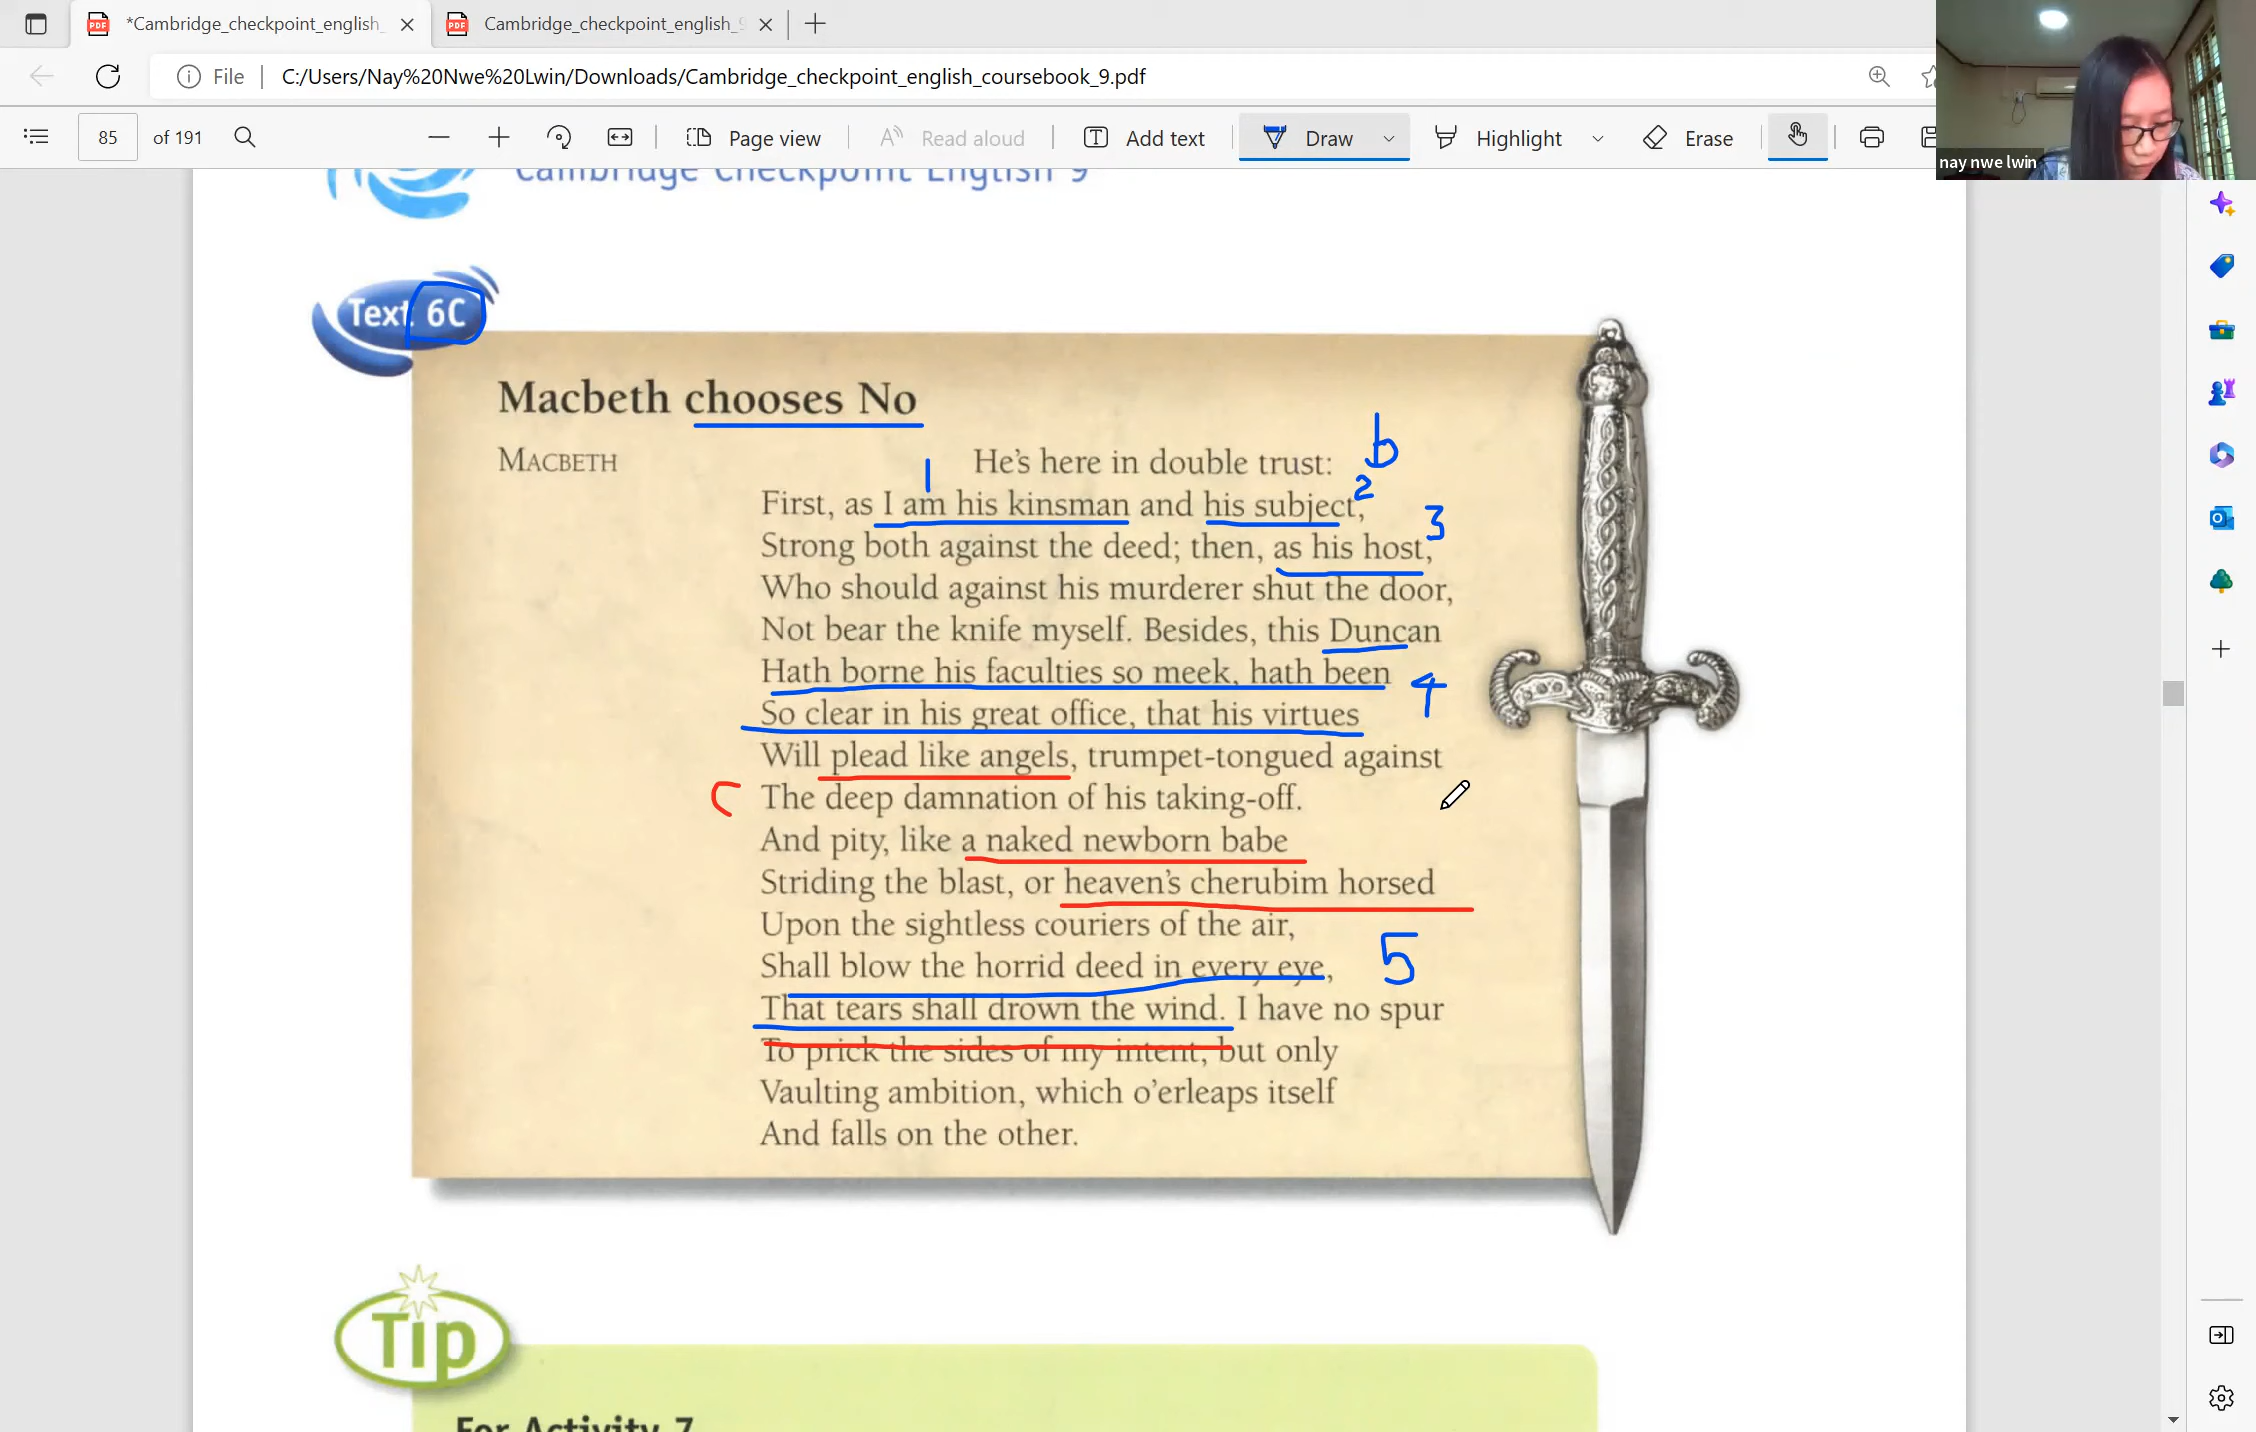 *Cambridge_checkpoint_english_
Cambridge_checkpoint_english_9
File
C:/Users/Nay%20Nwe%20Lwin/Downloads/Cambridge_checkpoint_english_coursebook_9.pdf
85 of 191
Page view
Read aloud
Add text
Draw
Highlight
Erase
nay nwe lwin
Cambridge Checkpoint English 9
Text 6C
Macbeth chooses No
b
MACBETH He's here in double trust:
1
2
First, as I am his kinsman and his subject,
3
Strong both against the deed; then, as his host,
Who should against his murderer shut the door,
Not bear the knife myself. Besides, this Duncan
Hath borne his faculties so meek, hath been
4
So clear in his great office, that his virtues
Will plead like angels, trumpet-tongued against
C The deep damnation of his taking-off.
And pity, like a naked newborn babe
Striding the blast, or heaven's cherubim horsed
Upon the sightless couriers of the air,
Shall blow the horrid deed in every eye, 5
That tears shall drown the wind. I have no spur
To prick the sides of my intent, but only
Vaulting ambition, which o'erleaps itself
And falls on the other.
Tip
For Activity 7